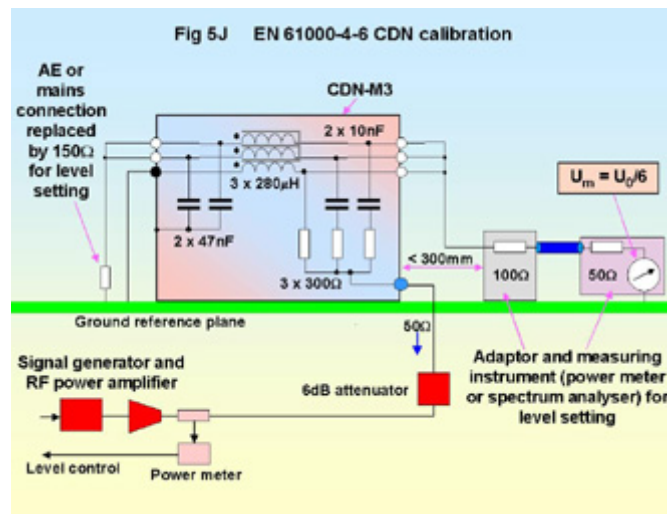 Fig 5J EN 61000-4-6 CDN calibration
AE or
mains
connection
replaced
by 150Ω
for level
setting
CDN-M3
2 x 10nF
3 x 280µH
2 x 47nF
3 x 300Ω
Um = U0/6
< 300mm
100Ω
50Ω
Ground reference plane
50Ω
Signal generator and
RF power amplifier
6dB attenuator
Adaptor and measuring
instrument (power meter
or spectrum analyser) for
level setting
Level control
Power meter